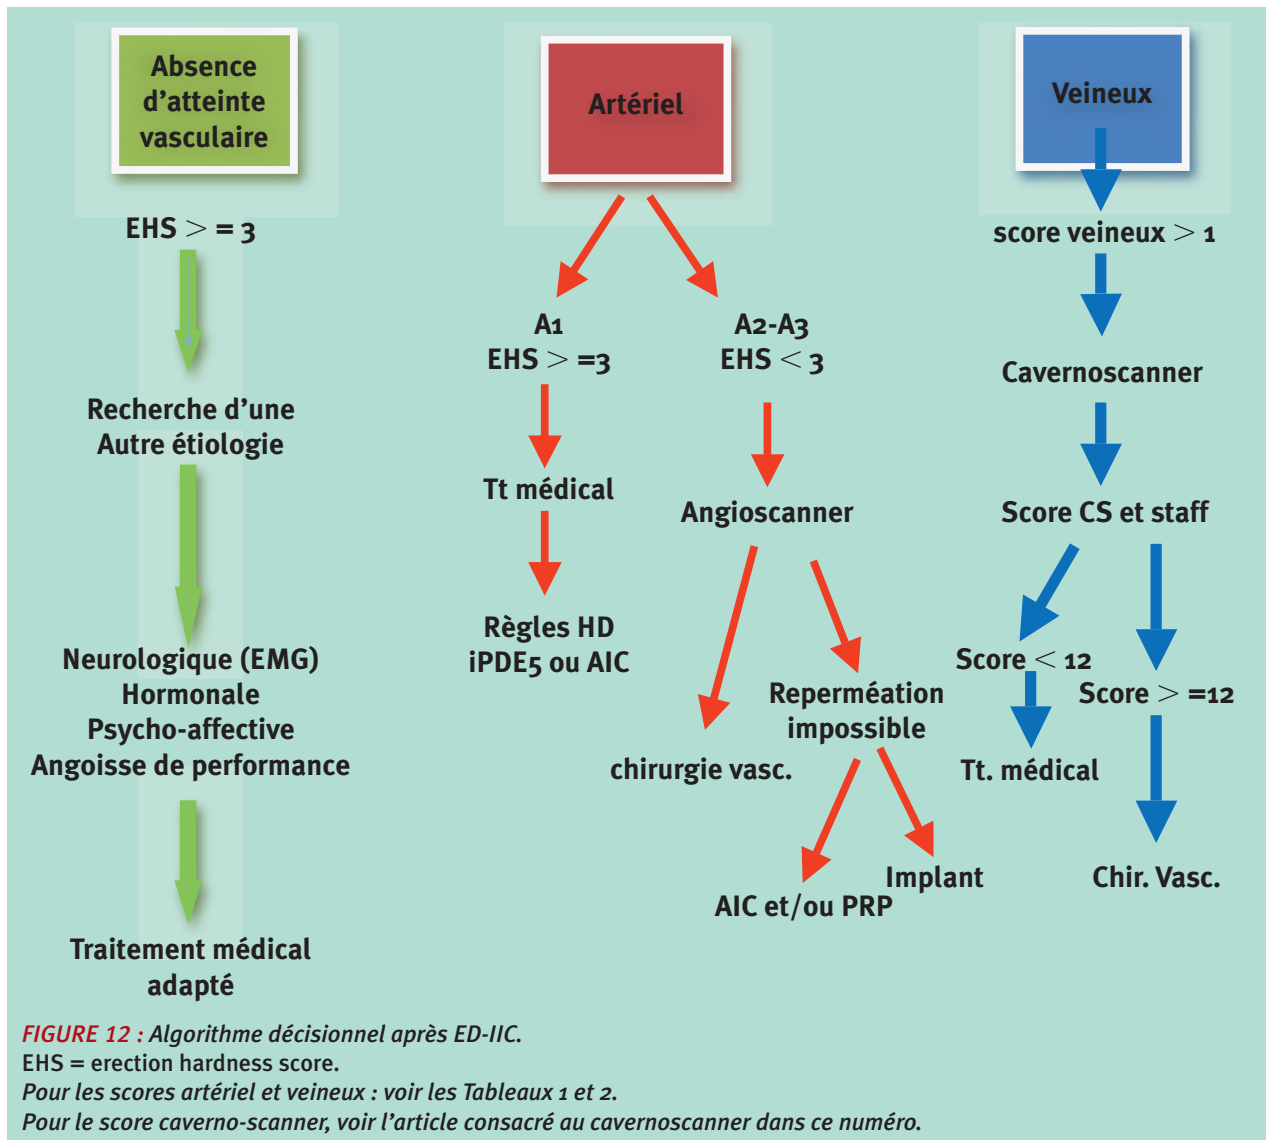 Absence
d'atteinte
vasculaire
EHS > = 3
Recherche d'une
Autre étiologie
Neurologique (EMG)
Hormonale
Psycho-affective
Angoisse de performance
Traitement médical
adapté
Artériel
A1
EHS > =3
Tt médical
Règles HD
iPDE5 ou AIC
A2-A3
EHS < 3
Angioscanner
chirurgie vasc.
Reperméation
impossible
AIC et/ou PRP
Implant
Veineux
score veineux > 1
Cavernoscanner
Score CS et staff
Score < 12
Tt. médical
Score > =12
Chir. Vasc.
FIGURE 12 : Algorithme décisionnel après ED-IIC.
EHS = erection hardness score.
Pour les scores artériel et veineux : voir les Tableaux 1 et 2.
Pour le score caverno-scanner, voir l'article consacré au cavernoscanner dans ce numéro.